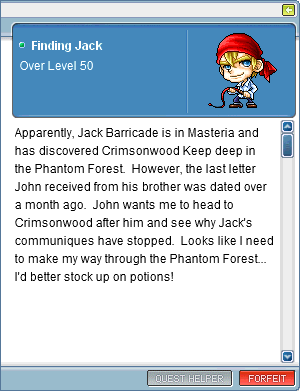 Finding Jack
Over Level 50
Apparently, Jack Barricade is in Masteria and
has discovered Crimsonwood Keep deep in
the Phantom Forest.  However, the last letter
John received from his brother was dated over
a month ago.  John wants me to head to
Crimsonwood after him and see why Jack's
communiques have stopped.  Looks like I need
to make my way through the Phantom Forest...
I'd better stock up on potions!
QUEST HELPER
FORFEIT